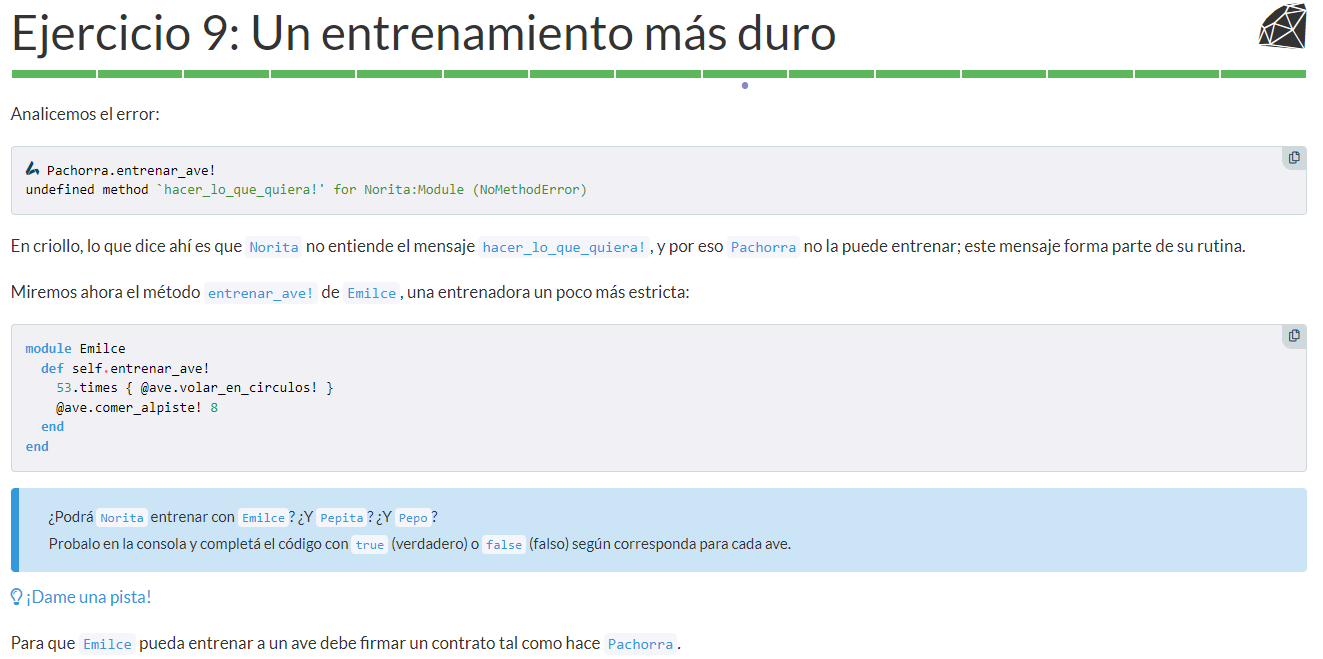 Ejercicio 9: Un entrenamiento más duro
Analicemos el error:
Pachorra.entrenar_ave!
undefined method `hacer_lo_que_quiera!' for Norita:Module (NoMethodError)
En criollo, lo que dice ahí es que Norita no entiende el mensaje hacer_lo_que_quiera!, y por eso Pachorra no la puede entrenar; este mensaje forma parte de su rutina.
Miremos ahora el método entrenar_ave! de Emilce, una entrenadora un poco más estricta:
module Emilce
  def self.entrenar_ave!
    53.times { @ave.volar_en_circulos! }
    @ave.comer_alpiste! 8
  end
end
¿Podrá Norita entrenar con Emilce? ¿Y Pepita? ¿Y Pepo?
Probalo en la consola y completá el código con true (verdadero) o false (falso) según corresponda para cada ave.
¡Dame una pista!
Para que Emilce pueda entrenar a un ave debe firmar un contrato tal como hace Pachorra.